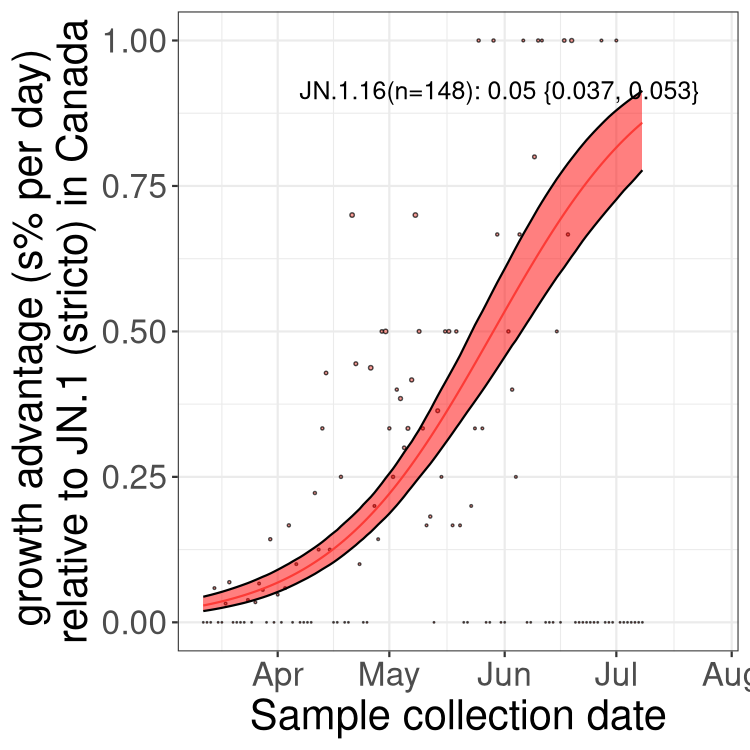 growth advantage (s% per day)
relative to JN.1 (stricto) in Canada
1.00
JN.1.16(n=148): 0.05 {0.037, 0.053}
0.75
0.50
0.25
0.00
Apr May Jun Jul Aug
Sample collection date